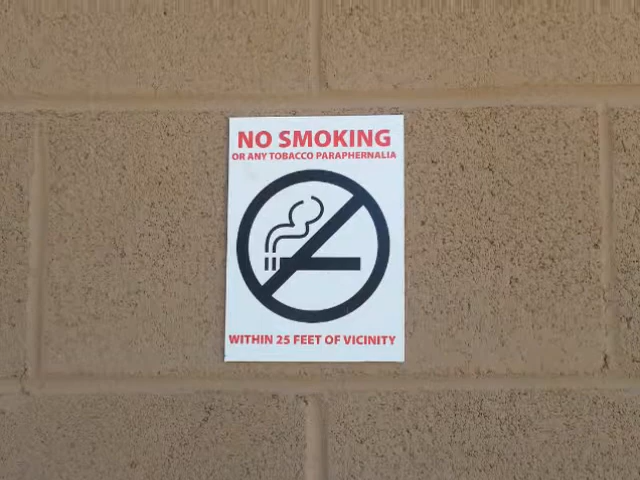 NO SMOKING
OR ANY TOBACCO PARAPHERNALIA
WITHIN 25 FEET OF VICINITY